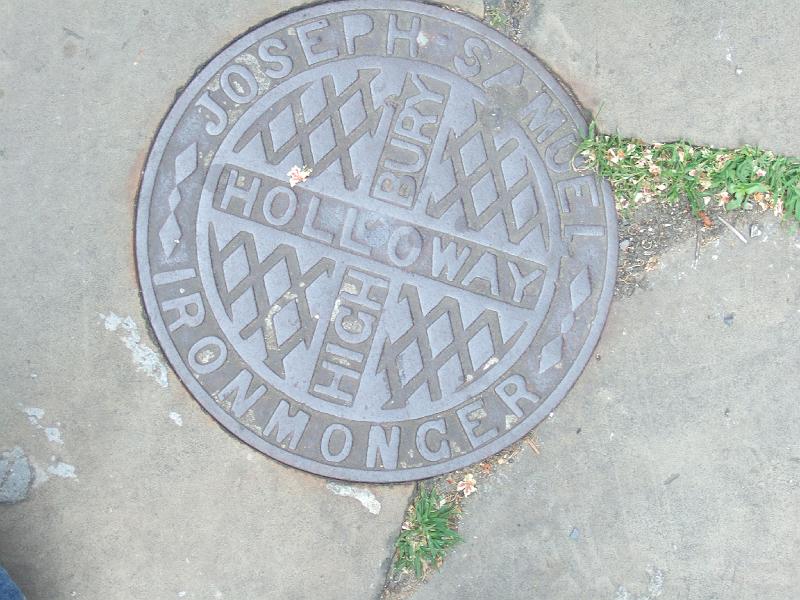 JOSEPH SAMUEL
HIGH BURY
HOLLOWAY
IRONMONGER